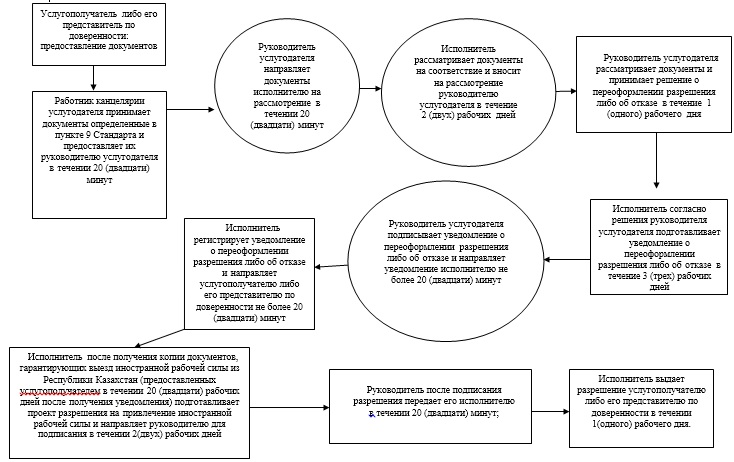 Услугополучатель либо его
представитель по
доверенности:
предоставление документов
Работник канцелярии
услугодателя принимает
документы определенные в
пункте 9 Стандарта и
предоставляет их
руководителю услугодателя
в течении 20 (двадцати)
минут
Руководитель
услугодателя
направляет
документы
исполнителю на
рассмотрение в
течении 20
(двадцати) минут
Исполнитель
рассматривает документы
на соответствие и вносит
на рассмотрение
руководителю
услугодателя в течение
2 (двух) рабочих дней
Руководитель услугодателя
рассматривает документы и
принимает решение о
переоформлении разрешения
либо об отказе в течение 1
(одного) рабочего дня
Исполнитель согласно
решения руководителя
услугодателя подготавливает
уведомление о
переоформлении
разрешения либо об отказе в
течение 3 (трех) рабочих
дней
Руководитель услугодателя
подписывает уведомление о
переоформлении разрешения
либо об отказе и направляет
уведомление исполнителю не
более 20 (двадцати) минут
Исполнитель
регистрирует уведомление
о переоформлении
разрешения либо об отказе
и направляет
услугополучателю либо
его представителю по
доверенности не более 20
(двадцати) минут
Исполнитель после получения копии документов,
гарантирующих выезд иностранной рабочей силы из
Республики Казахстан (предоставленных
услугополучателем в течении 20 (двадцати) рабочих
дней после получения уведомления) подготавливает
проект разрешения на привлечение иностранной
рабочей силы и направляет руководителю для
подписания в течении 2(двух) рабочих дней
Руководитель после подписания
разрешения передает его исполнителю
в течении 20 (двадцати) минут;
Исполнитель выдает
разрешение услугополучателю
либо его представителю по
доверенности в течении
1(одного) рабочего дня.